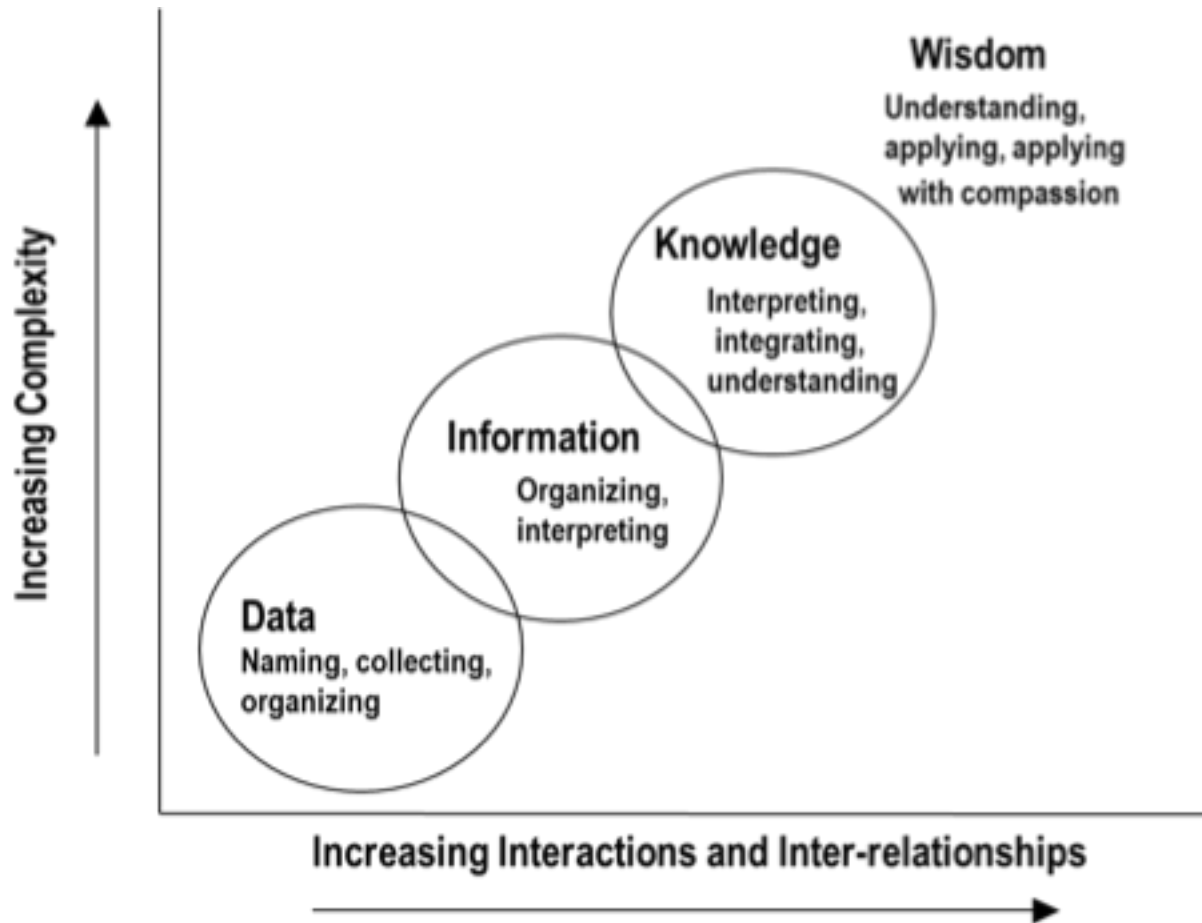 Wisdom
Understanding,
applying, applying
with compassion
Knowledge
Interpreting,
integrating,
understanding
Information
Organizing,
interpreting
Data
Naming, collecting,
organizing
Increasing Complexity
Increasing Interactions and Inter-relationships